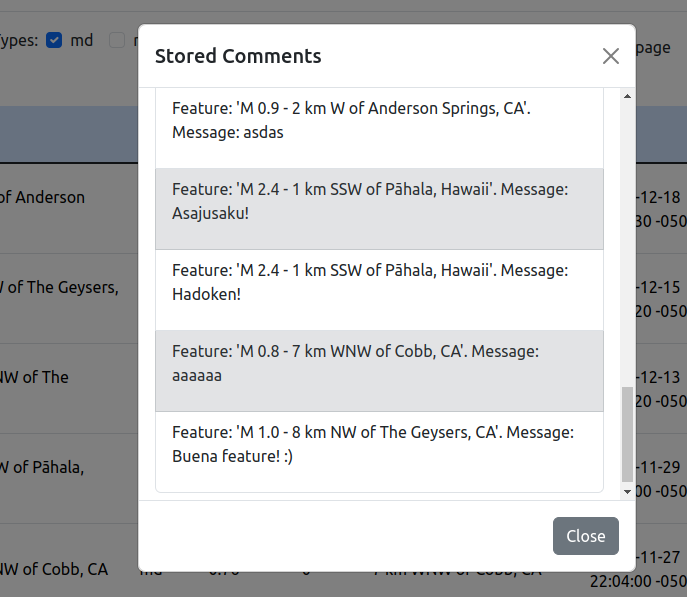 ypes: md
page
Stored Comments
Feature: 'M 0.9 - 2 km W of Anderson Springs, CA'.
Message: asdas
Feature: 'M 2.4 - 1 km SSW of Pāhala, Hawaii'. Message:
Asajusaku!
Feature: 'M 2.4 - 1 km SSW of Pāhala, Hawaii'. Message:
Hadoken!
Feature: 'M 0.8 - 7 km WNW of Cobb, CA'. Message:
aaaaaa
Feature: 'M 1.0 - 8 km NW of The Geysers, CA'. Message:
Buena feature! :)
Close
of Anderson
-12-18
30 -050
of The Geysers,
-12-15
20 -050
NW of The
-12-13
20 -050
of Pāhala,
-11-29
00 -050
NW of Cobb, CA
-11-27
22:04:00 -050